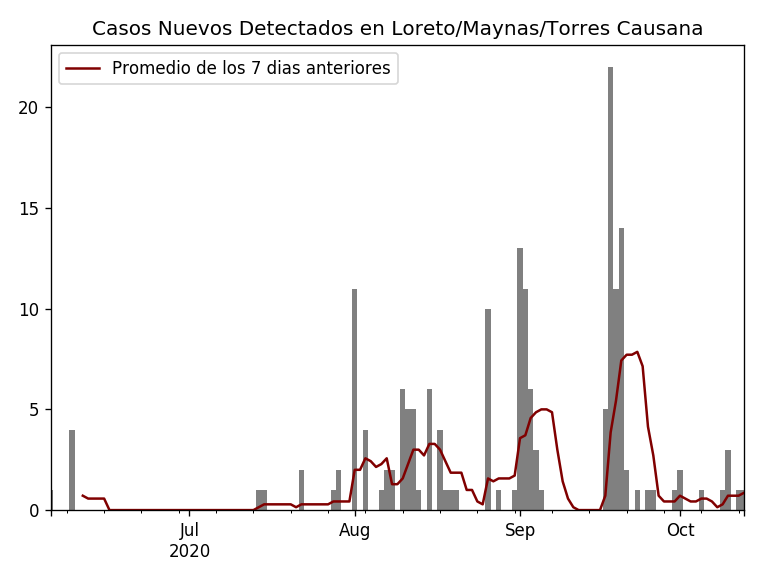 Casos Nuevos Detectados en Loreto/Maynas/Torres Causana
Promedio de los 7 dias anteriores
20
15
10
5
0
Jul
2020
Aug
Sep
Oct